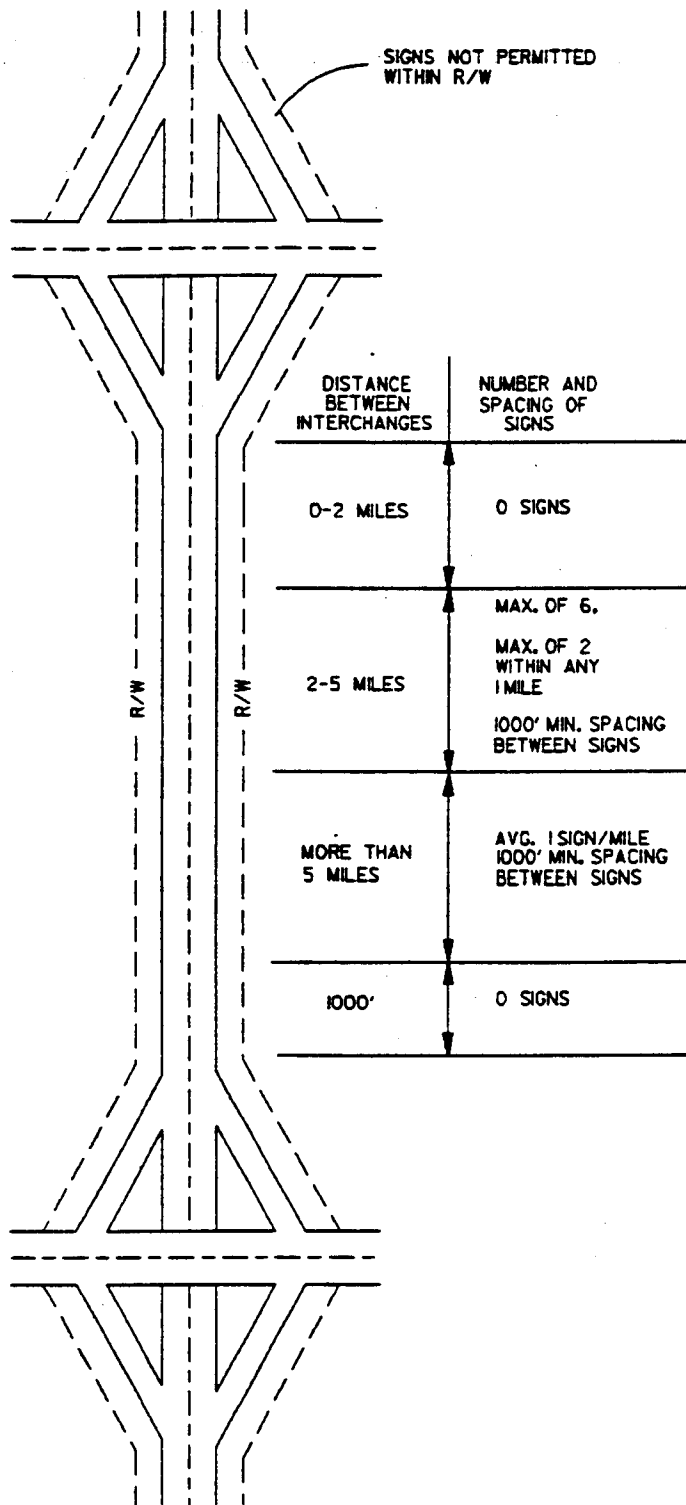 SIGNS NOT PERMITTED
WITHIN R/W
DISTANCE
BETWEEN
INTERCHANGES
NUMBER AND
SPACING OF
SIGNS
0-2 MILES
0 SIGNS
2-5 MILES
MAX. OF 6.
MAX. OF 2
WITHIN ANY
1 MILE
1000' MIN. SPACING
BETWEEN SIGNS
R/W
R/W
MORE THAN
5 MILES
AVG. 1 SIGN/MILE
1000' MIN. SPACING
BETWEEN SIGNS
1000'
0 SIGNS